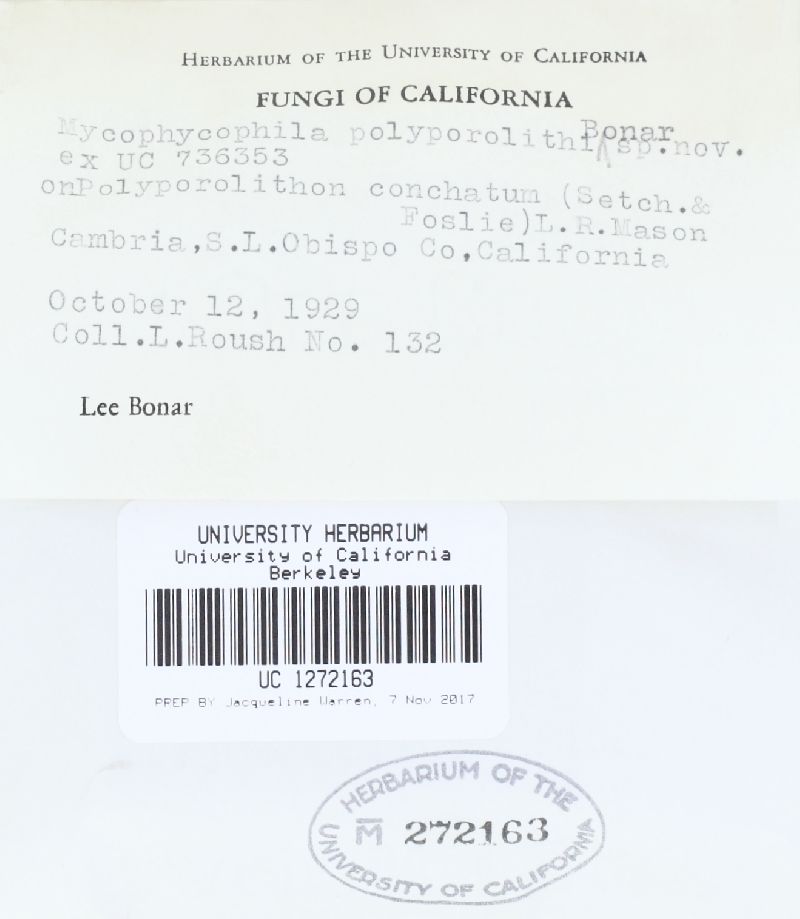 HERBARIUM OF THE UNIVERSITY OF CALIFORNIA
FUNGI OF CALIFORNIA
Mycophycophila polyporolithi Bonar sp.nov.
ex UC 736353
onPolyporolithon conchatum (Setch.&
Foslie)L.R.Mason
Cambria,S.L.Obispo Co,California
October 12, 1929
Coll.L.Roush No. 132
Lee Bonar
UNIVERSITY HERBARIUM
University of California
Berkeley
UC 1272163
PREP BY Jacqueline Warren, 7 Nov 2017
HERBARIUM OF THE
M̅ 272163
UNIVERSITY OF CALIFORNIA